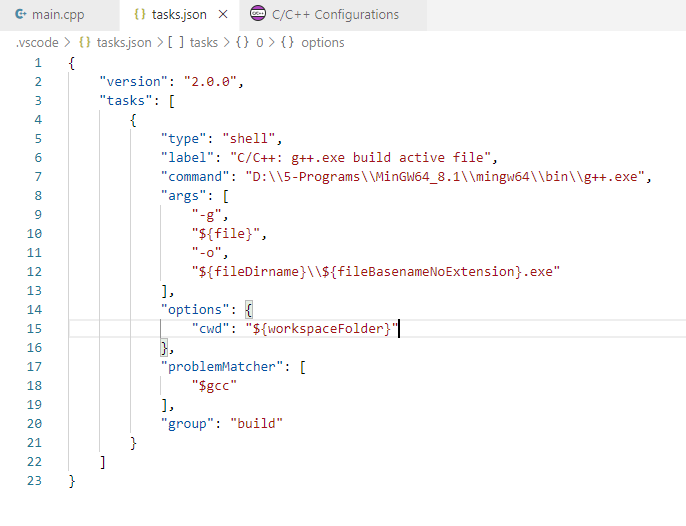 main.cpp tasks.json × C/C++ Configurations
.vscode > {} tasks.json > [ ] tasks > {} 0 > {} options
1 {
2 "version": "2.0.0",
3 "tasks": [
4 {
5 "type": "shell",
6 "label": "C/C++: g++.exe build active file",
7 "command": "D:\\5-Programs\\MinGW64_8.1\\mingw64\\bin\\g++.exe",
8 "args": [
9 "-g",
10 "${file}",
11 "-o",
12 "${fileDirname}\\${fileBasenameNoExtension}.exe"
13 ],
14 "options": {
15 "cwd": "${workspaceFolder}"
16 },
17 "problemMatcher": [
18 "$gcc"
19 ],
20 "group": "build"
21 }
22 ]
23 }